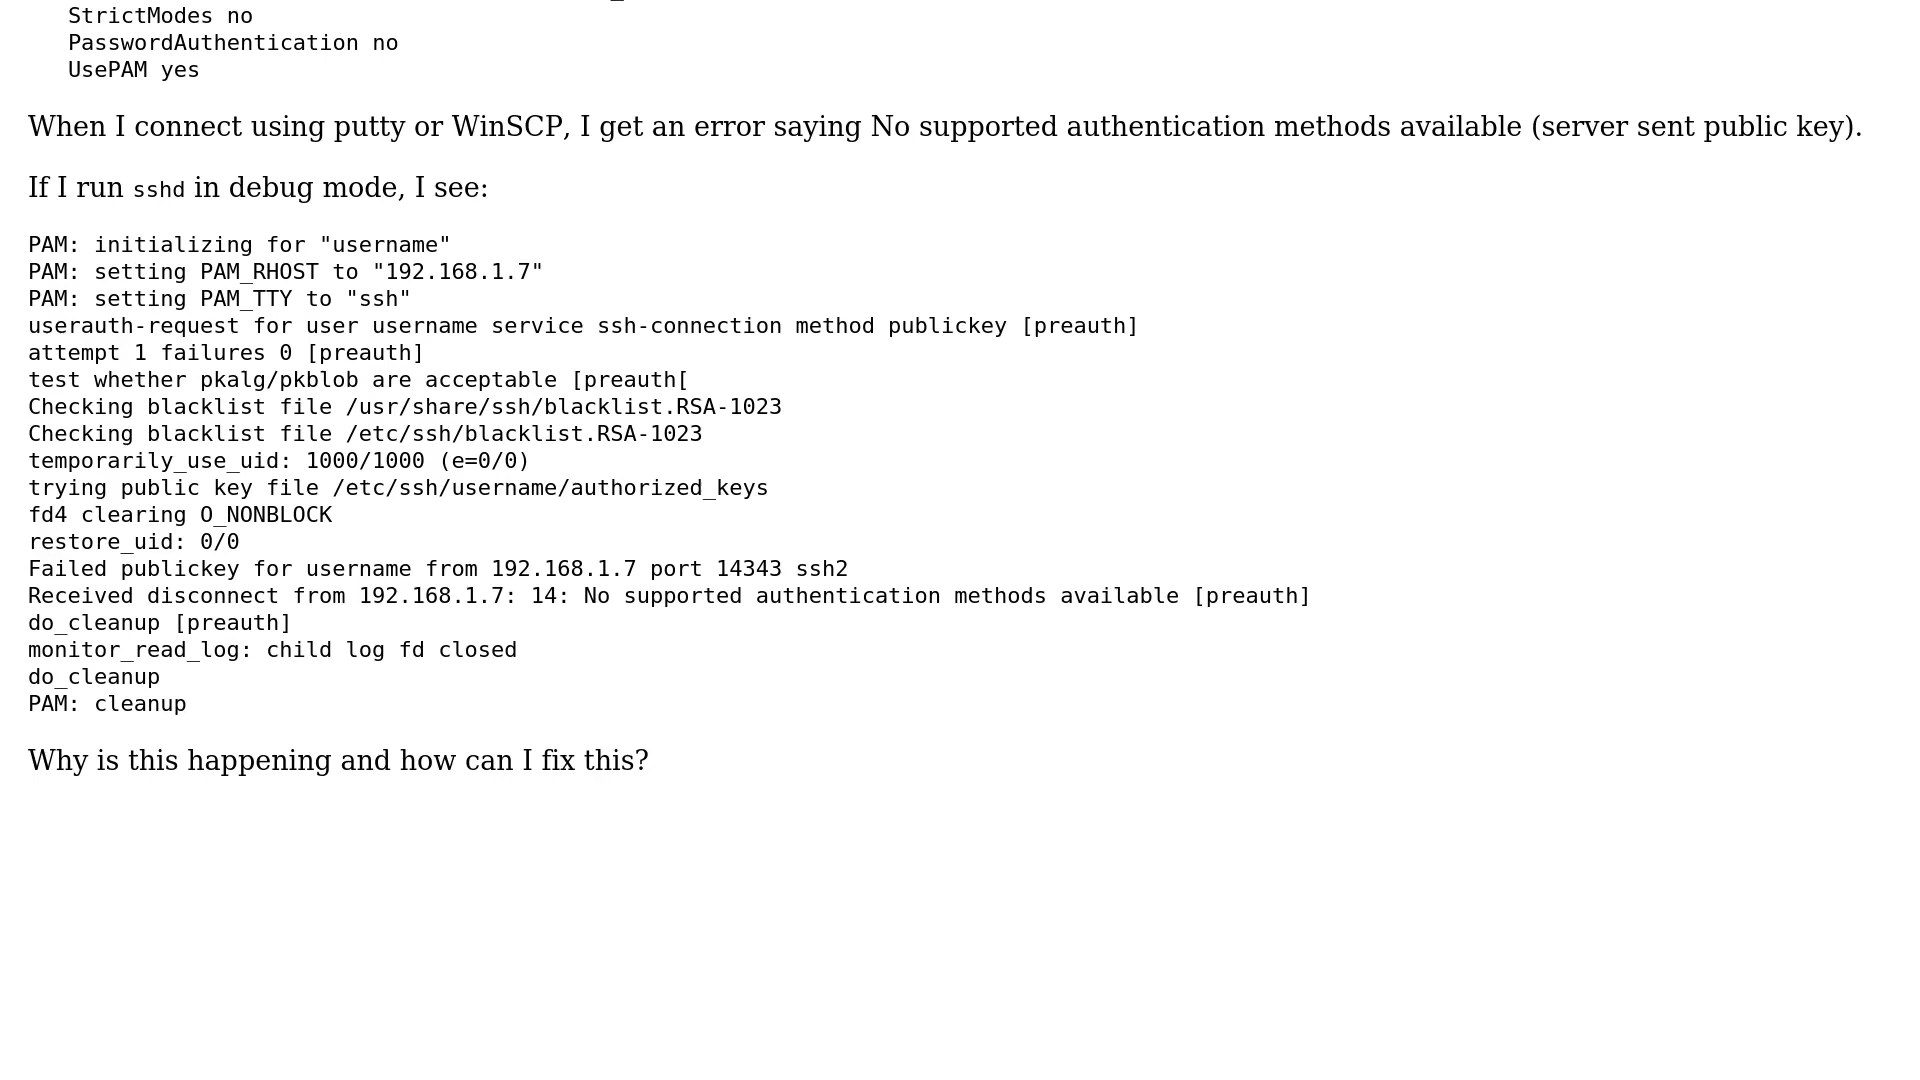 StrictModes no
PasswordAuthentication no
UsePAM yes
When I connect using putty or WinSCP, I get an error saying No supported authentication methods available (server sent public key).
If I run sshd in debug mode, I see:
PAM: initializing for "username"
PAM: setting PAM_RHOST to "192.168.1.7"
PAM: setting PAM_TTY to "ssh"
userauth-request for user username service ssh-connection method publickey [preauth]
attempt 1 failures 0 [preauth]
test whether pkalg/pkblob are acceptable [preauth[
Checking blacklist file /usr/share/ssh/blacklist.RSA-1023
Checking blacklist file /etc/ssh/blacklist.RSA-1023
temporarily_use_uid: 1000/1000 (e=0/0)
trying public key file /etc/ssh/username/authorized_keys
fd4 clearing O_NONBLOCK
restore_uid: 0/0
Failed publickey for username from 192.168.1.7 port 14343 ssh2
Received disconnect from 192.168.1.7: 14: No supported authentication methods available [preauth]
do_cleanup [preauth]
monitor_read_log: child log fd closed
do_cleanup
PAM: cleanup
Why is this happening and how can I fix this?